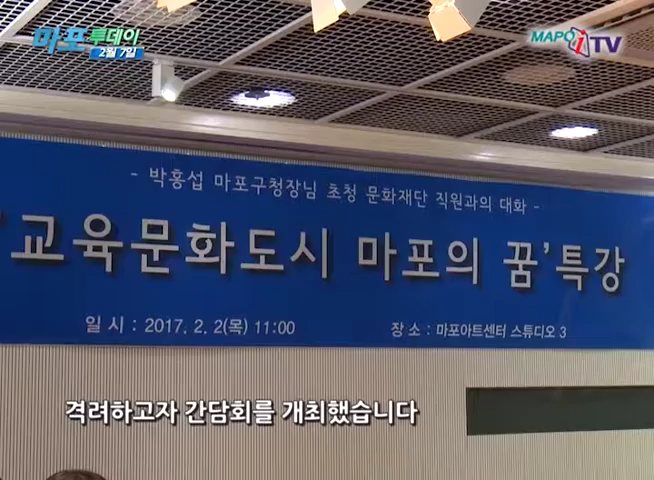 마포 투데이
2월 7일
MAPO i TV
- 박홍섭 마포구청장님 초청 문화재단 직원과의 대화 -
'교육문화도시 마포의 꿈' 특강
일 시 : 2017. 2. 2(목) 11:00
장 소 : 마포아트센터 스튜디오 3
격려하고자 간담회를 개최했습니다